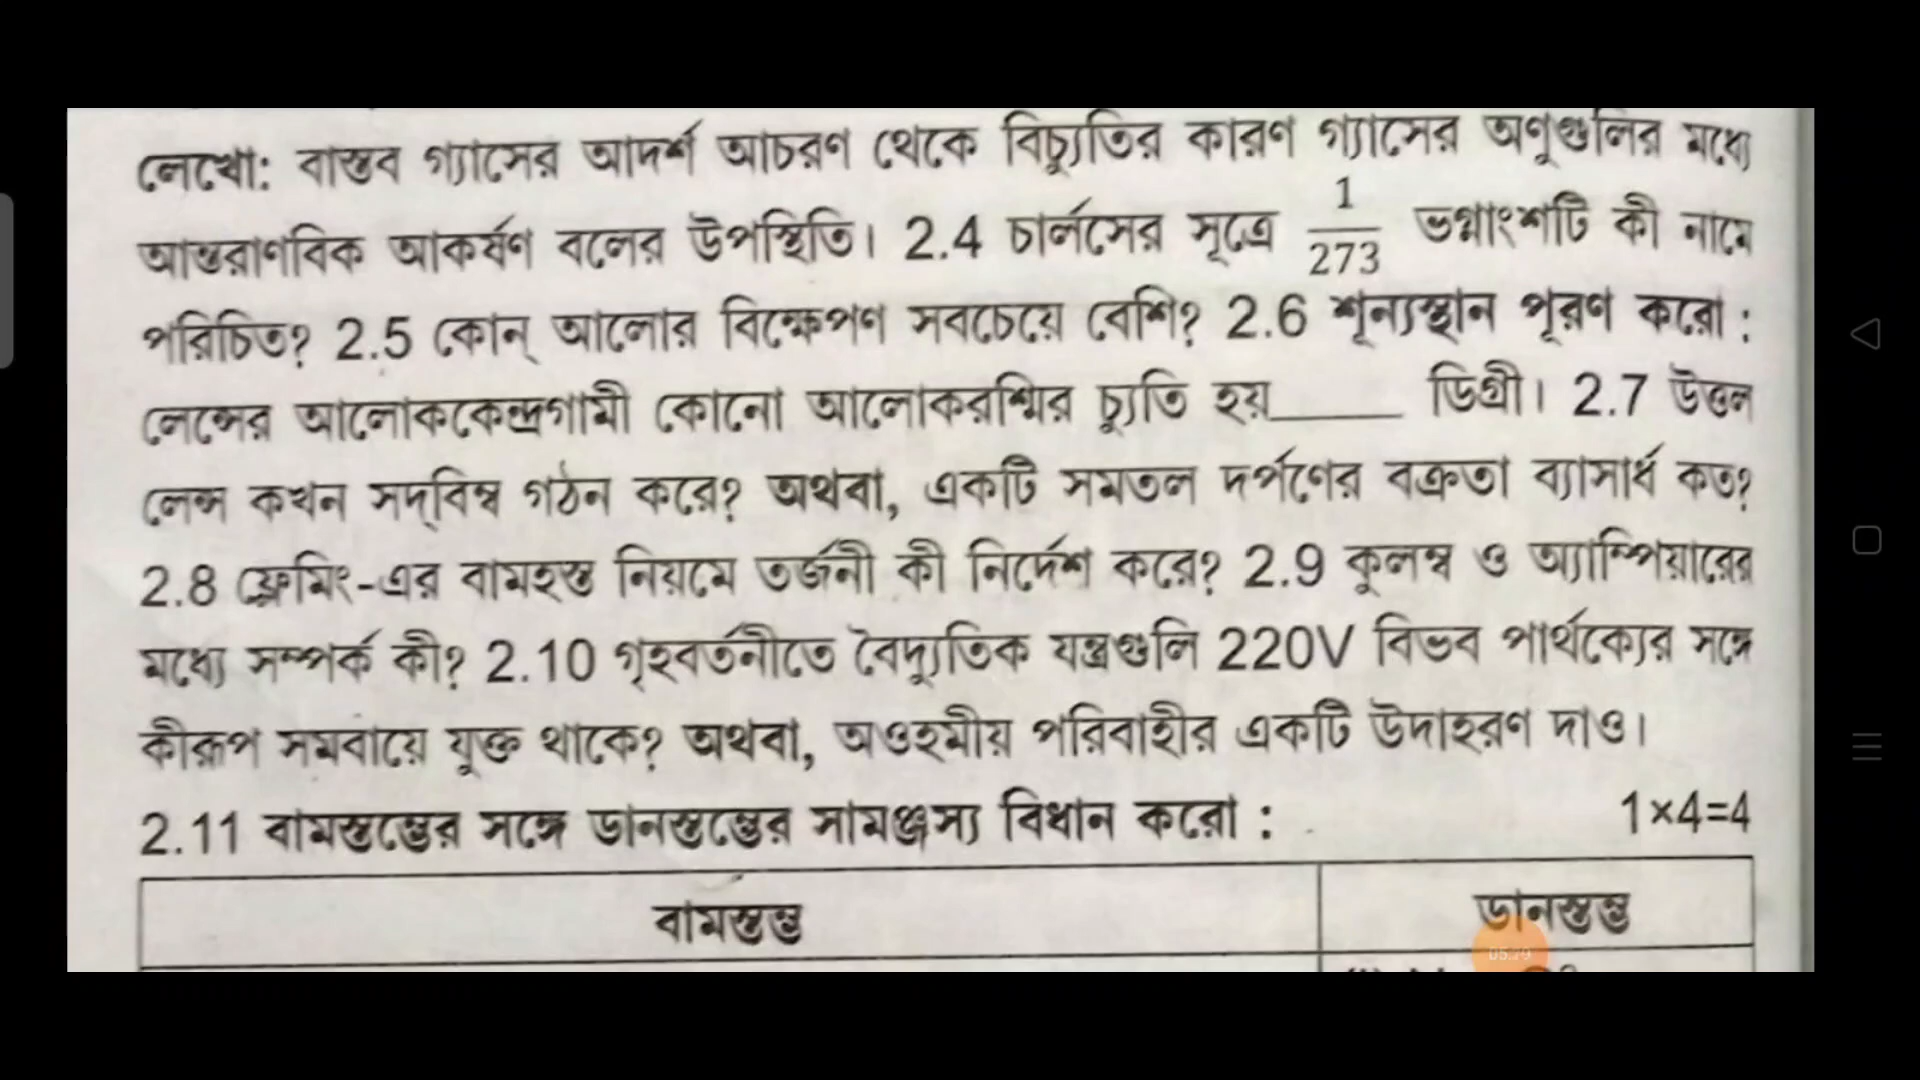 লেখো: বাস্তব গ্যাসের আদর্শ আচরণ থেকে বিচ্যুতির কারণ গ্যাসের অণুগুলির মধ্যে
আন্তরাণবিক আকর্ষণ বলের উপস্থিতি। 2.4 চার্লসের সূত্রে 1/273 ভগ্নাংশটি কী নামে
পরিচিত? 2.5 কোন্ আলোর বিক্ষেপণ সবচেয়ে বেশি? 2.6 শূন্যস্থান পূরণ করো :
লেন্সের আলোককেন্দ্রগামী কোনো আলোকরশ্মির চ্যুতি হয়_____ ডিগ্রী। 2.7 উত্তল
লেন্স কখন সদ্‌বিম্ব গঠন করে? অথবা, একটি সমতল দর্পণের বক্রতা ব্যাসার্ধ কত?
2.8 ফ্লেমিং-এর বামহস্ত নিয়মে তর্জনী কী নির্দেশ করে? 2.9 কুলম্ব ও অ্যাম্পিয়ারের
মধ্যে সম্পর্ক কী? 2.10 গৃহবর্তনীতে বৈদ্যুতিক যন্ত্রগুলি 220V বিভব পার্থক্যের সঙ্গে
কীরূপ সমবায়ে যুক্ত থাকে? অথবা, অওহমীয় পরিবাহীর একটি উদাহরণ দাও।
2.11 বামস্তম্ভের সঙ্গে ডানস্তম্ভের সামঞ্জস্য বিধান করো : 1×4=4
বামস্তম্ভ ডানস্তম্ভ
05:29